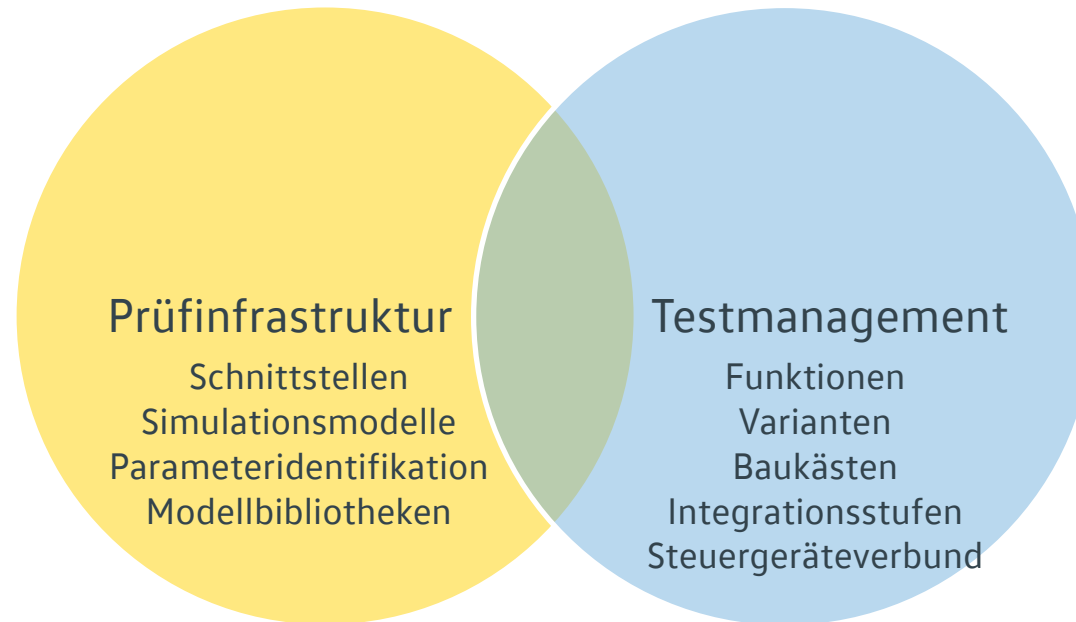 Prüfinfrastruktur
Schnittstellen
Simulationsmodelle
Parameteridentifikation
Modellbibliotheken
Testmanagement
Funktionen
Varianten
Baukästen
Integrationsstufen
Steuergeräteverbund